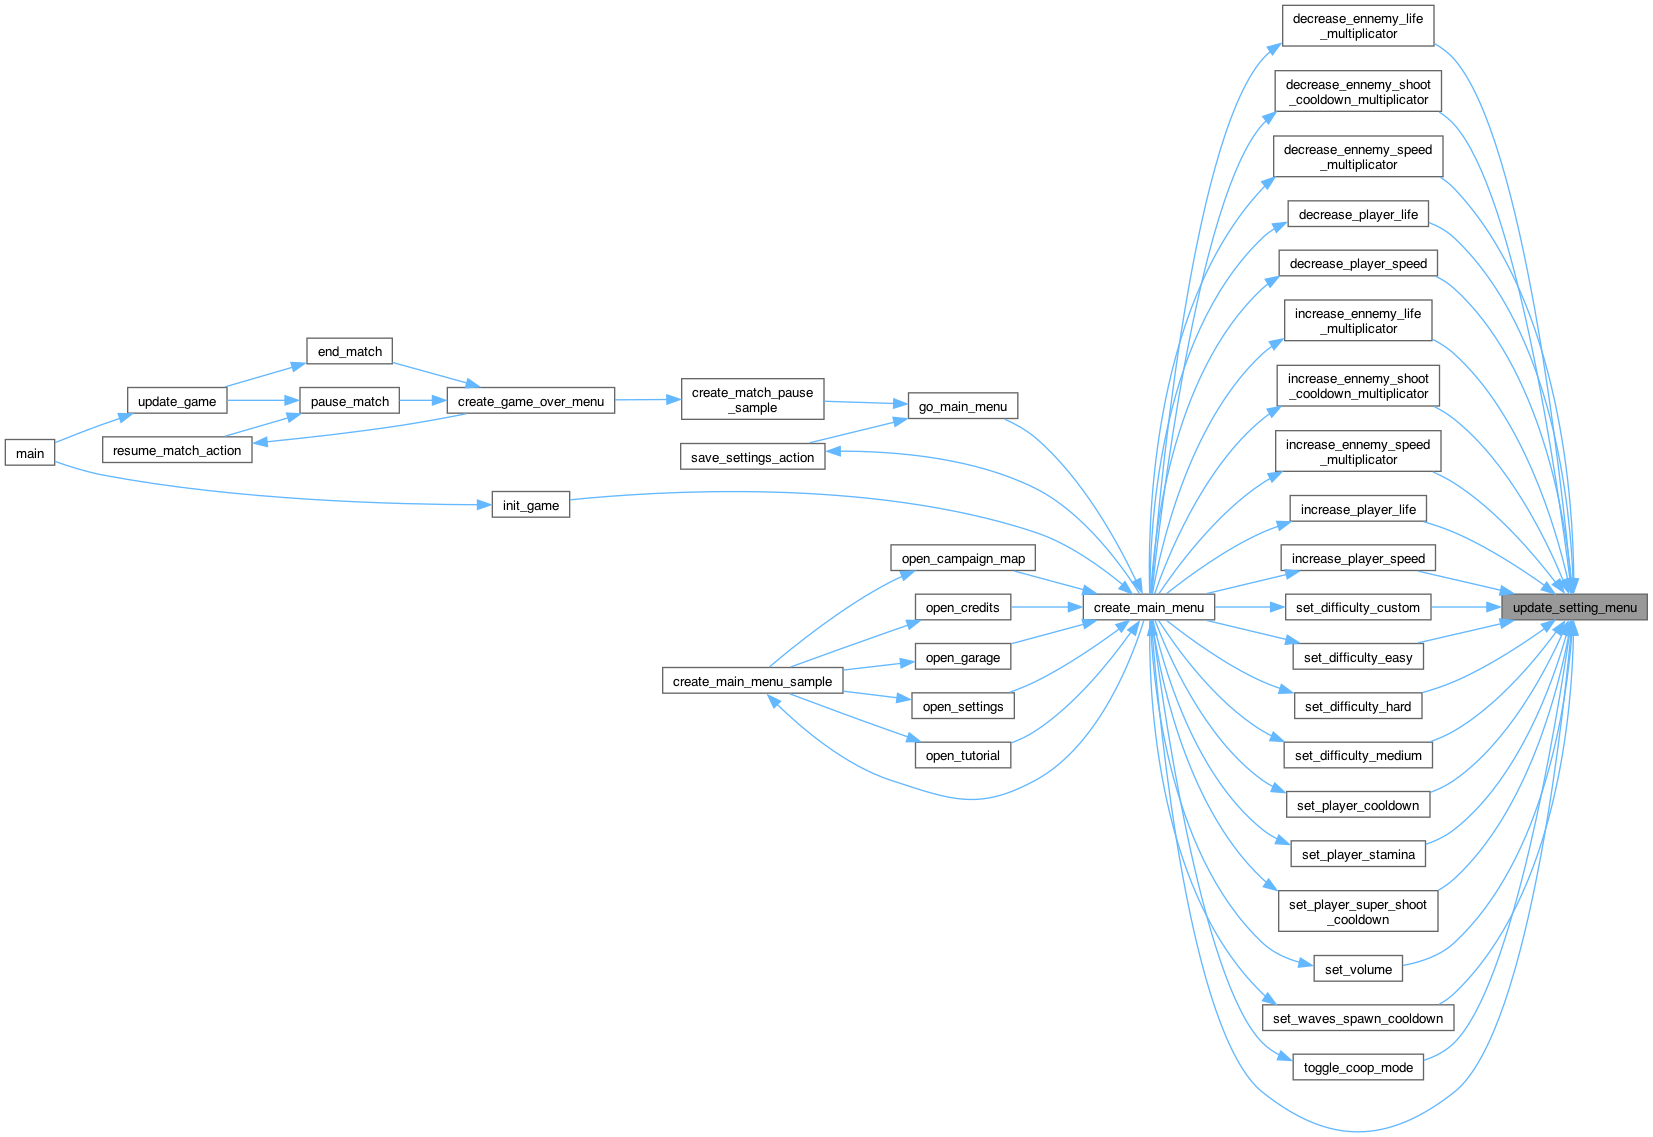 decrease_ennemy_life
_multiplicator
decrease_ennemy_shoot
_cooldown_multiplicator
decrease_ennemy_speed
_multiplicator
decrease_player_life
decrease_player_speed
increase_ennemy_life
_multiplicator
end_match
increase_ennemy_shoot
_cooldown_multiplicator
create_match_pause
_sample
update_game
pause_match
create_game_over_menu
go_main_menu
main
resume_match_action
save_settings_action
increase_ennemy_speed
_multiplicator
init_game
increase_player_life
open_campaign_map
increase_player_speed
open_credits
create_main_menu
set_difficulty_custom
update_setting_menu
open_garage
set_difficulty_easy
create_main_menu_sample
open_settings
set_difficulty_hard
open_tutorial
set_difficulty_medium
set_player_cooldown
set_player_stamina
set_player_super_shoot
_cooldown
set_volume
set_waves_spawn_cooldown
toggle_coop_mode